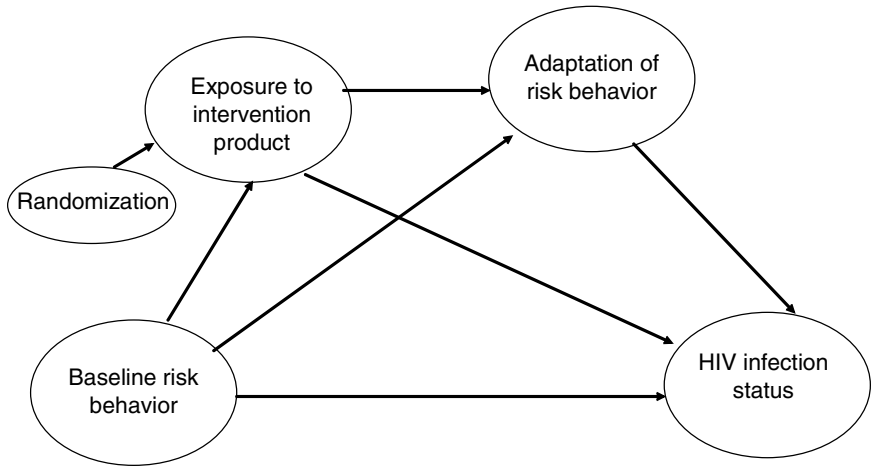 Exposure to
intervention
product
Adaptation of
risk behavior
Randomization
Baseline risk
behavior
HIV infection
status